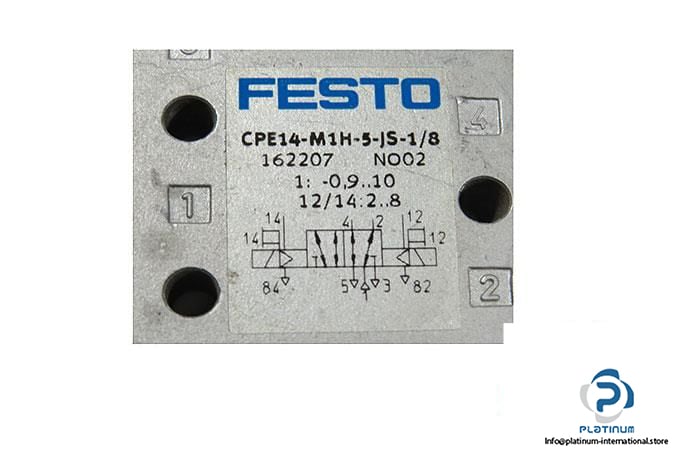 FESTO
CPE14-M1H-5-JS-1/8
162207 NO02
1: -0,9..10
12/14:2..8
14 4 2 12
14 12
84 5 3 82
1
4
2
PLATINUM
info@platinum-international.store